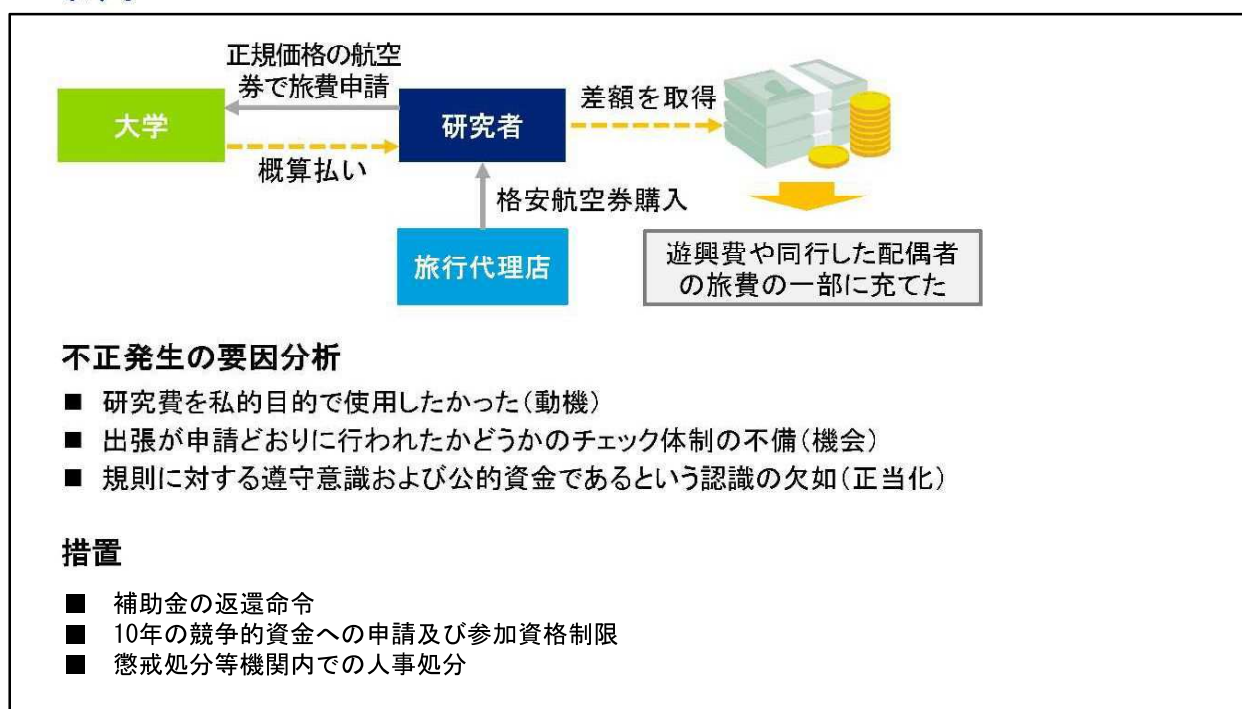 正規価格の航空
券で旅費申請
大学
研究者
差額を取得
概算払い
格安航空券購入
旅行代理店
遊興費や同行した配偶者
の旅費の一部に充てた
不正発生の要因分析
■ 研究費を私的目的で使用したかった(動機)
■ 出張が申請どおりに行われたかどうかのチェック体制の不備(機会)
■ 規則に対する遵守意識および公的資金であるという認識の欠如(正当化)
措置
■ 補助金の返還命令
■ 10年の競争的資金への申請及び参加資格制限
■ 懲戒処分等機関内での人事処分